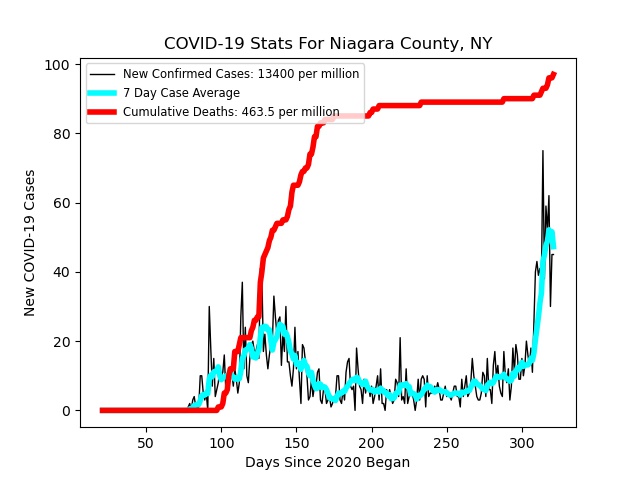 COVID-19 Stats For Niagara County, NY
New Confirmed Cases: 13400 per million
7 Day Case Average
Cumulative Deaths: 463.5 per million
New COVID-19 Cases
100
80
60
40
20
0
50 100 150 200 250 300
Days Since 2020 Began